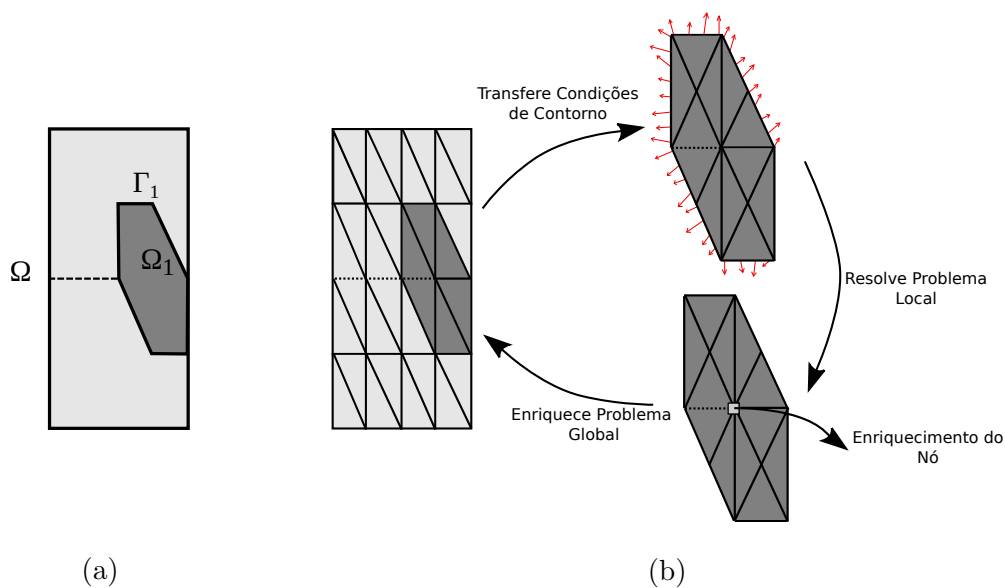 Transfere Condições
de Contorno
Γ1
Ω
Ω1
Resolve Problema
Local
Enriquece Problema
Global
Enriquecimento do
Nó
(a)
(b)